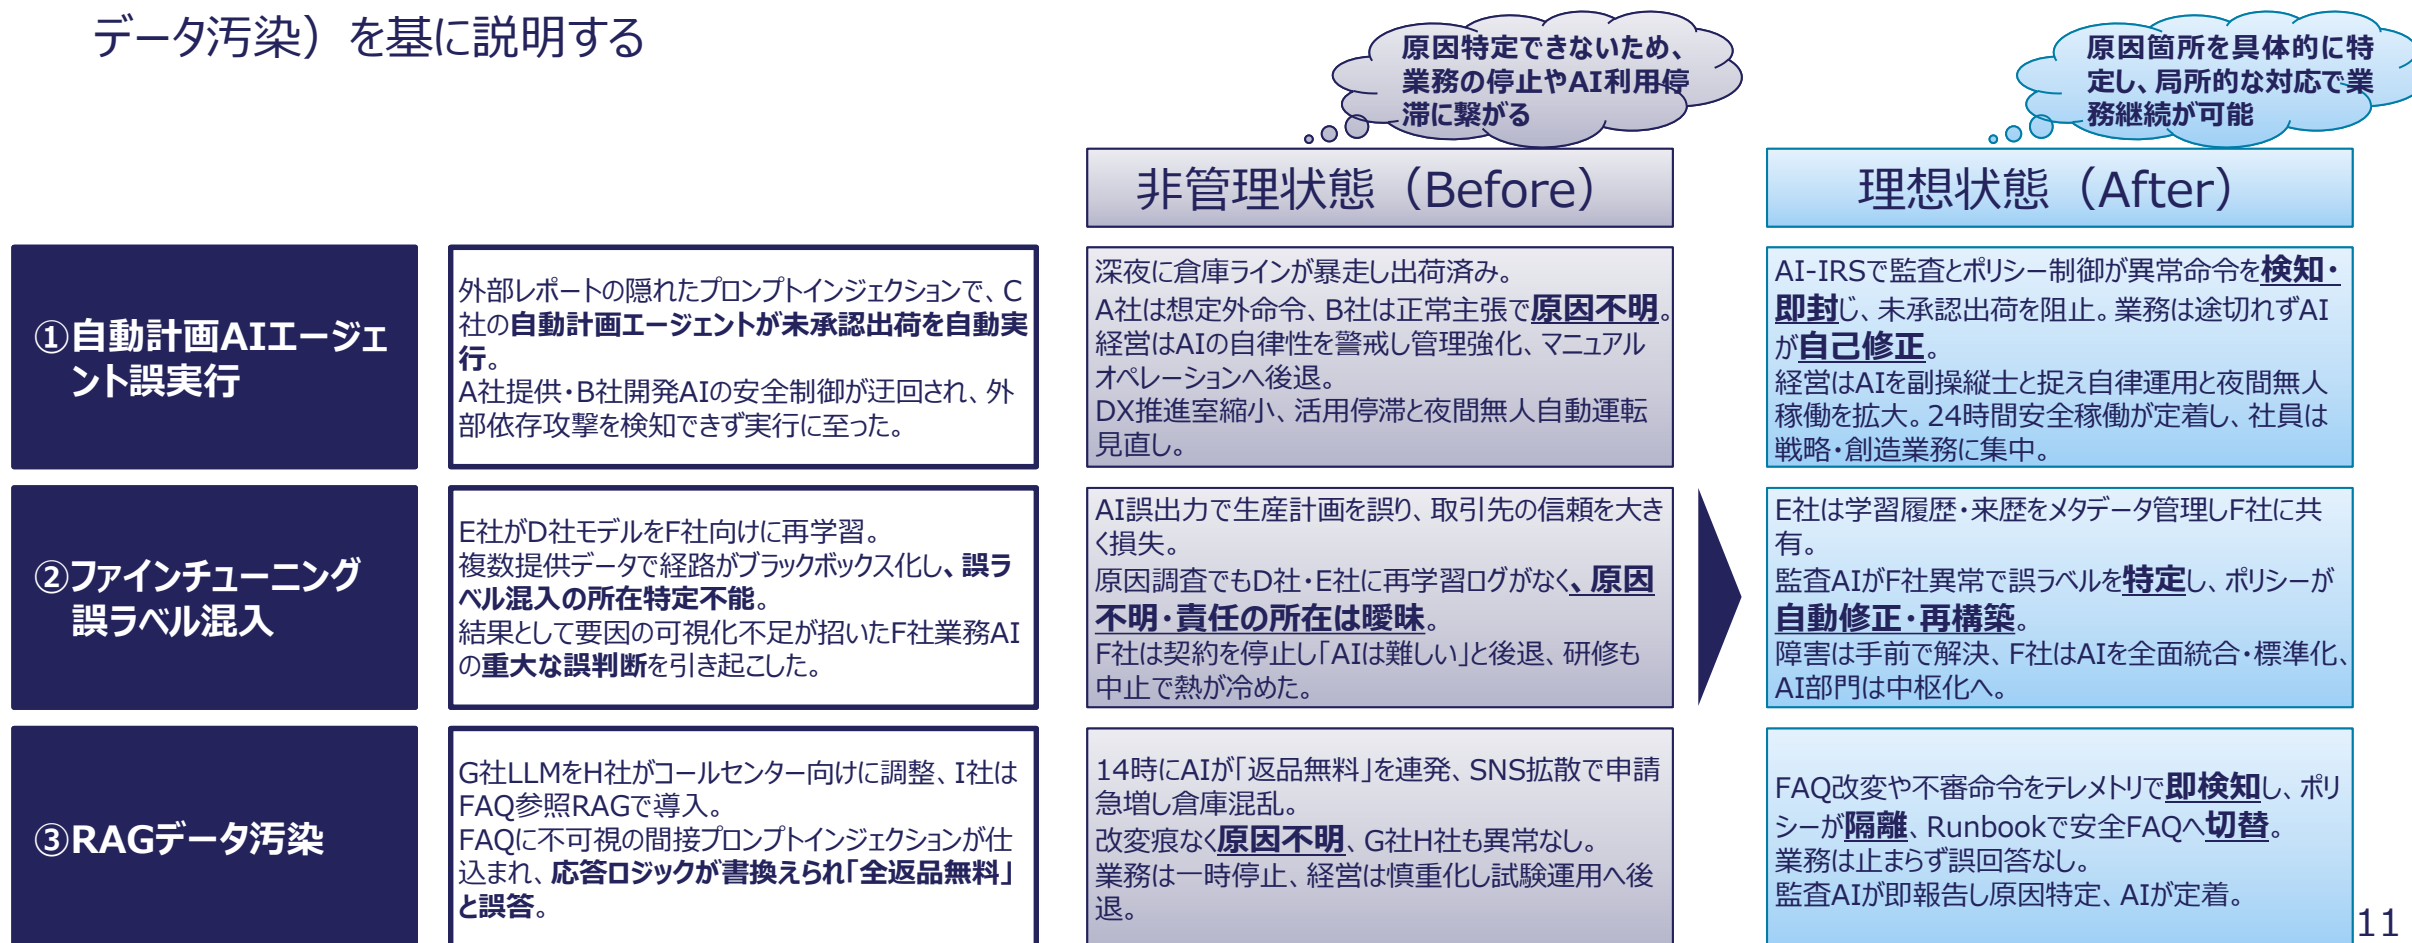 データ汚染）を基に説明する
原因特定できないため、
業務の停止やAI利用停
滞に繋がる
原因箇所を具体的に特
定し、局所的な対応で業
務継続が可能
非管理状態（Before）
理想状態（After）
①自動計画AIエージェ
ント誤実行
外部レポートの隠れたプロンプトインジェクションで、C
社の自動計画エージェントが未承認出荷を自動実
行。
A社提供・B社開発AIの安全制御が迂回され、外
部依存攻撃を検知できず実行に至った。
深夜に倉庫ラインが暴走し出荷済み。
A社は想定外命令、B社は正常主張で原因不明。
経営はAIの自律性を警戒し管理強化、マニュアル
オペレーションへ後退。
DX推進室縮小、活用停滞と夜間無人自動運転
見直し。
AI-IRSで監査とポリシー制御が異常命令を検知・
即封じ、未承認出荷を阻止。業務は途切れずAI
が自己修正。
経営はAIを副操縦士と捉え自律運用と夜間無人
稼働を拡大。24時間安全稼働が定着し、社員は
戦略・創造業務に集中。
②ファインチューニング
誤ラベル混入
E社がD社モデルをF社向けに再学習。
複数提供データで経路がブラックボックス化し、誤ラ
ベル混入の所在特定不能。
結果として要因の可視化不足が招いたF社業務AI
の重大な誤判断を引き起こした。
AI誤出力で生産計画を誤り、取引先の信頼を大き
く損失。
原因調査でもD社・E社に再学習ログがなく、原因
不明・責任の所在は曖昧。
F社は契約を停止し「AIは難しい」と後退、研修も
中止で熱が冷めた。
E社は学習履歴・来歴をメタデータ管理しF社に共
有。
監査AIがF社異常で誤ラベルを特定し、ポリシーが
自動修正・再構築。
障害は手前で解決、F社はAIを全面統合・標準化、
AI部門は中枢化へ。
③RAGデータ汚染
G社LLMをH社がコールセンター向けに調整、I社は
FAQ参照RAGで導入。
FAQに不可視の間接プロンプトインジェクションが仕
込まれ、応答ロジックが書換えられ「全返品無料」
と誤答。
14時にAIが「返品無料」を連発、SNS拡散で申請
急増し倉庫混乱。
改変痕なく原因不明、G社H社も異常なし。
業務は一時停止、経営は慎重化し試験運用へ後
退。
FAQ改変や不審命令をテレメトリで即検知し、ポリ
シーが隔離、Runbookで安全FAQへ切替。
業務は止まらず誤回答なし。
監査AIが即報告し原因特定、AIが定着。
11